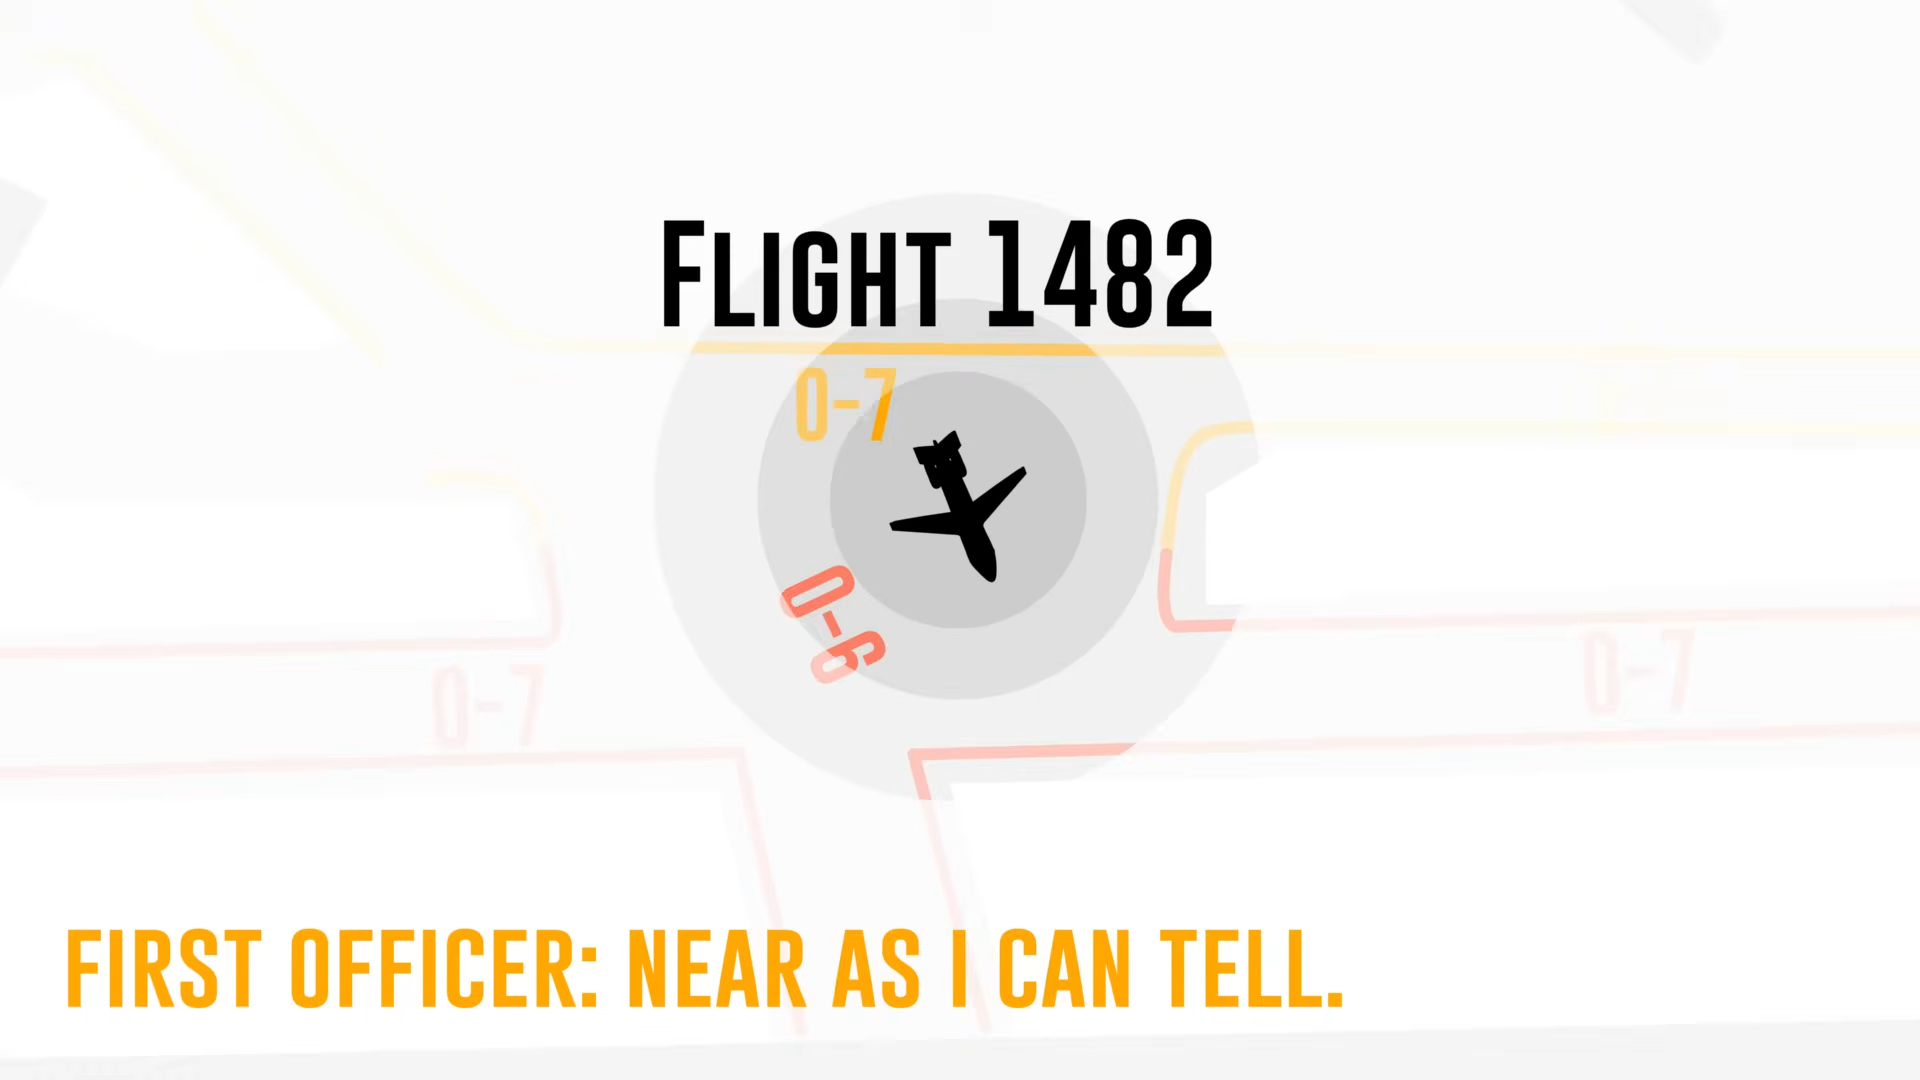 Flight 1482
0-7
0-6
0-7
0-7
FIRST OFFICER: NEAR AS I CAN TELL.